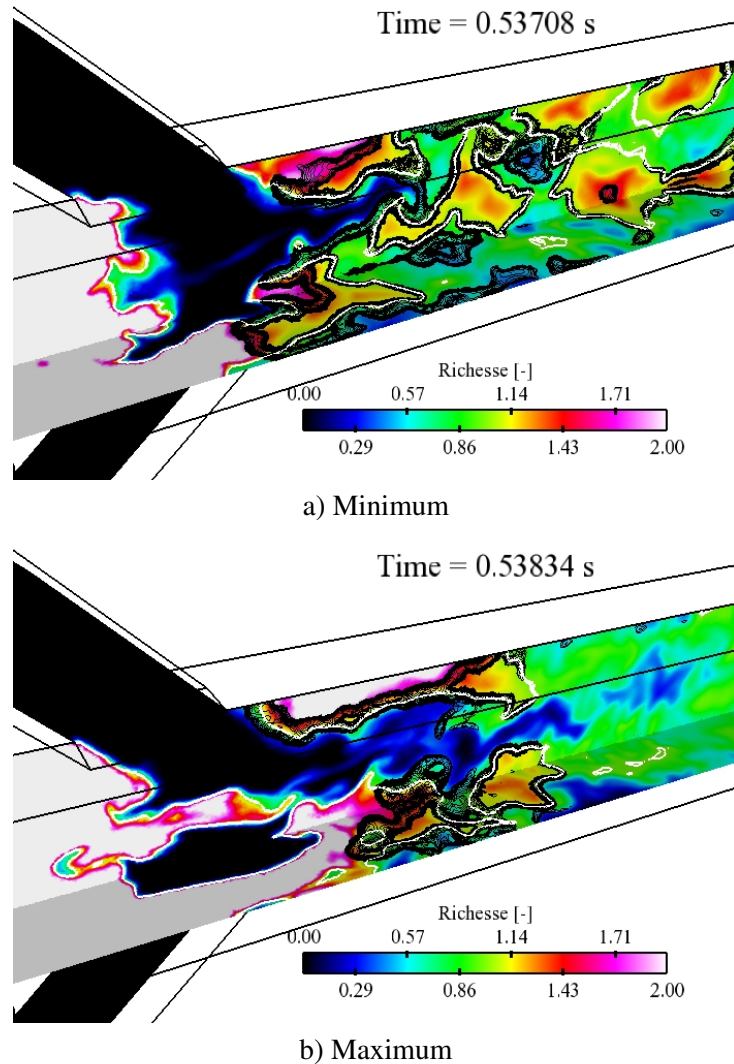 Time = 0.53708 s
Richesse [-]
0.00 0.57 1.14 1.71
0.29 0.86 1.43 2.00
a) Minimum
Time = 0.53834 s
Richesse [-]
0.00 0.57 1.14 1.71
0.29 0.86 1.43 2.00
b) Maximum